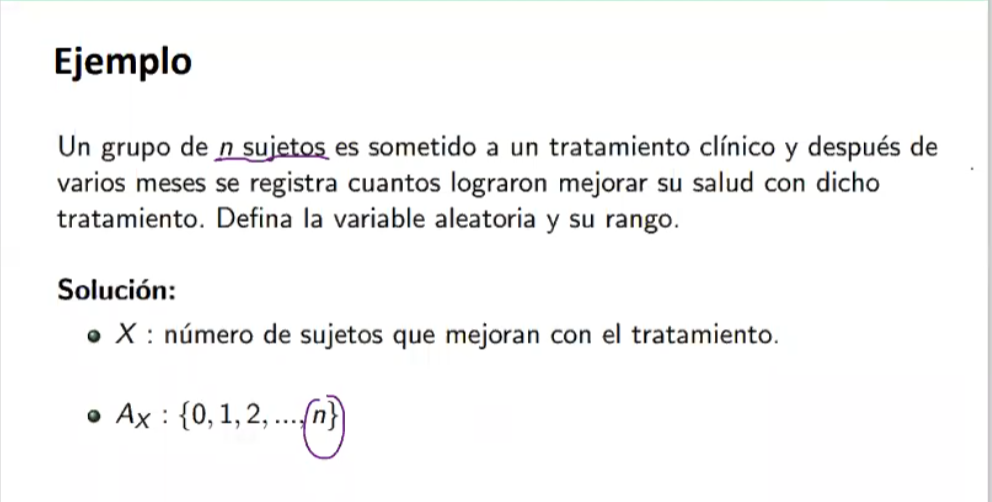 Ejemplo
Un grupo de n sujetos es sometido a un tratamiento clínico y después de
varios meses se registra cuantos lograron mejorar su salud con dicho
tratamiento. Defina la variable aleatoria y su rango.
Solución:
• X : número de sujetos que mejoran con el tratamiento.
• Aₓ : {0, 1, 2, ..., n}